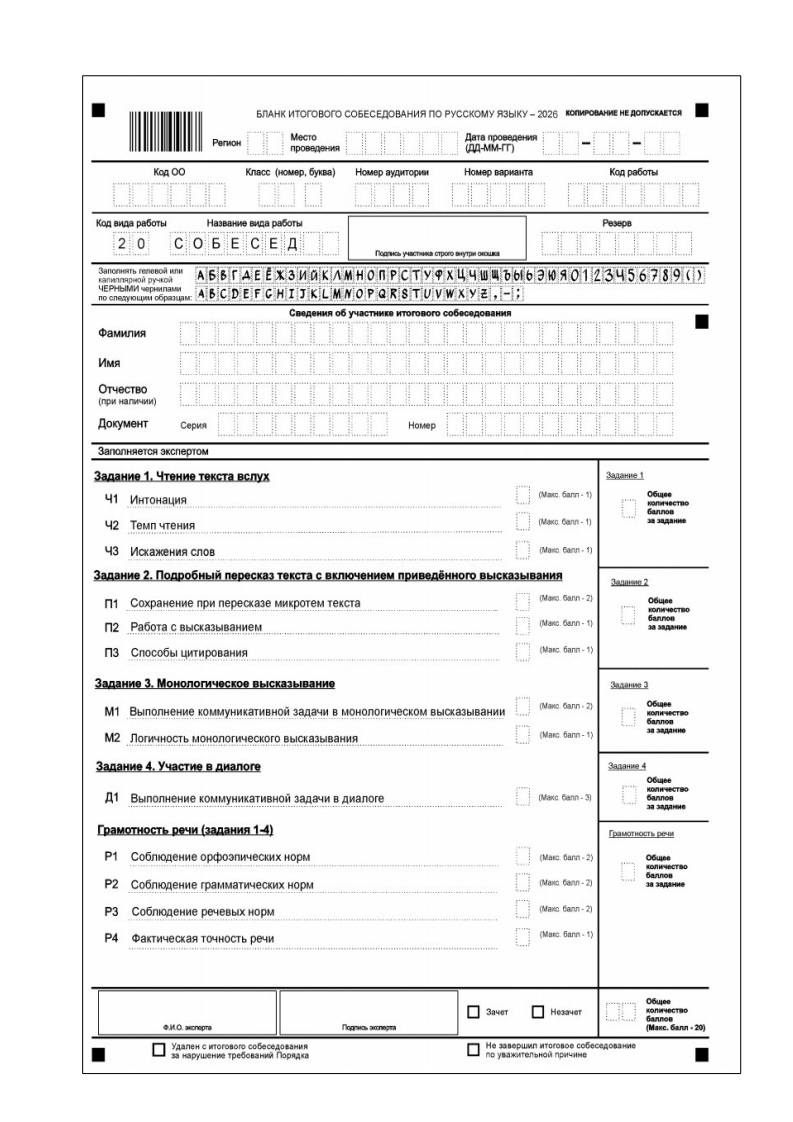 БЛАНК ИТОГОВОГО СОБЕСЕДОВАНИЯ ПО РУССКОМУ ЯЗЫКУ – 2026 КОПИРОВАНИЕ НЕ ДОПУСКАЕТСЯ
Регион Место проведения Дата проведения (ДД-ММ-ГГ) – –
Код ОО Класс (номер, буква) Номер аудитории Номер варианта Код работы
Код вида работы Название вида работы Резерв
2 0 С О Б Е С Е Д
Подпись участника строго внутри окошка
Заполнять гелевой или
капиллярной ручкой
ЧЕРНЫМИ чернилами
по следующим образцам:
А Б В Г Д Е Ё Ж З И Й К Л М Н О П Р С Т У Ф Х Ц Ч Ш Щ Ъ Ы Ь Э Ю Я 0 1 2 3 4 5 6 7 8 9 ( )
A B C D E F G H I J K L M N O P Q R S T U V W X Y Z , – ;
Сведения об участнике итогового собеседования
Фамилия
Имя
Отчество
(при наличии)
Документ Серия Номер
Заполняется экспертом
Задание 1. Чтение текста вслух Задание 1
Ч1 Интонация (Макс. балл - 1)
Ч2 Темп чтения (Макс. балл - 1)
Ч3 Искажения слов (Макс. балл - 1)
Общее
количество
баллов
за задание
Задание 2. Подробный пересказ текста с включением приведённого высказывания Задание 2
П1 Сохранение при пересказе микротем текста (Макс. балл - 2)
П2 Работа с высказыванием (Макс. балл - 1)
П3 Способы цитирования (Макс. балл - 1)
Общее
количество
баллов
за задание
Задание 3. Монологическое высказывание Задание 3
М1 Выполнение коммуникативной задачи в монологическом высказывании (Макс. балл - 2)
М2 Логичность монологического высказывания (Макс. балл - 1)
Общее
количество
баллов
за задание
Задание 4. Участие в диалоге Задание 4
Д1 Выполнение коммуникативной задачи в диалоге (Макс. балл - 3)
Общее
количество
баллов
за задание
Грамотность речи (задания 1-4) Грамотность речи
Р1 Соблюдение орфоэпических норм (Макс. балл - 2)
Р2 Соблюдение грамматических норм (Макс. балл - 2)
Р3 Соблюдение речевых норм (Макс. балл - 2)
Р4 Фактическая точность речи (Макс. балл - 1)
Общее
количество
баллов
за задание
Ф.И.О. эксперта Подпись эксперта Зачет Незачет
Общее
количество
баллов
(Макс. балл - 20)
Удален с итогового собеседования
за нарушение требований Порядка
Не завершил итоговое собеседование
по уважительной причине